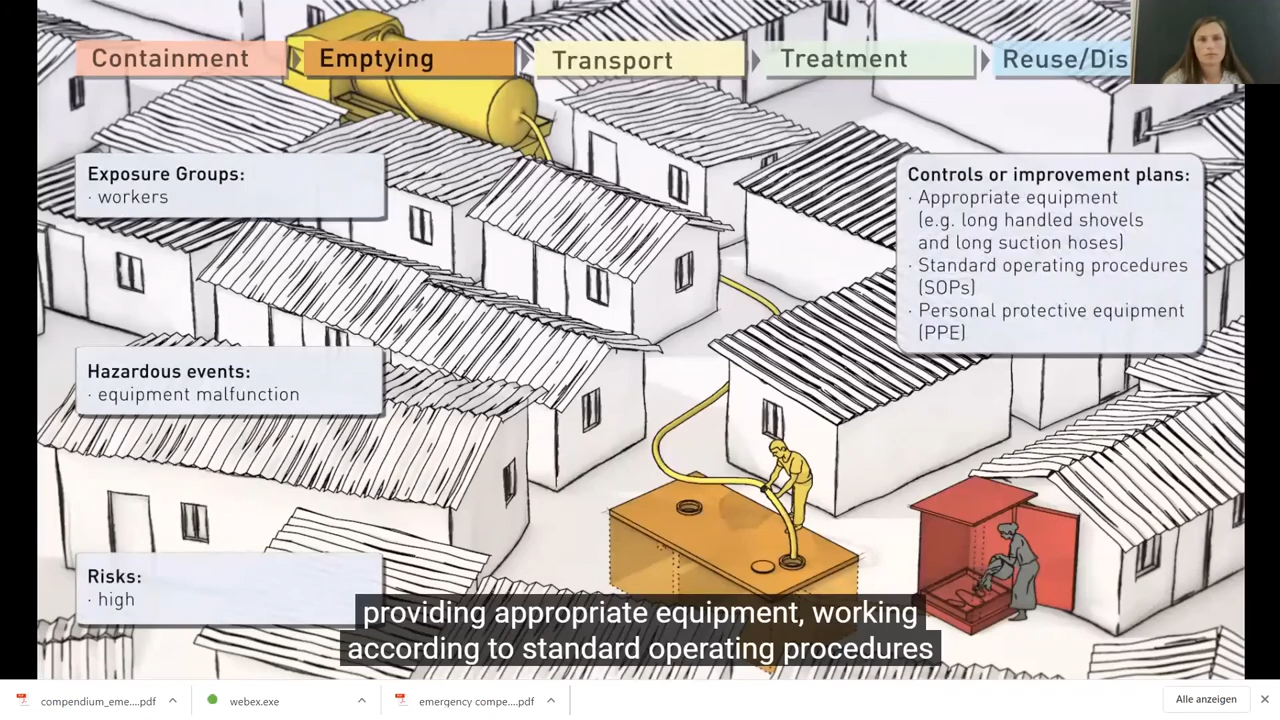 Containment
Emptying
Transport
Treatment
Reuse/Dis
Exposure Groups:
· workers
Controls or improvement plans:
· Appropriate equipment
(e.g. long handled shovels
and long suction hoses)
· Standard operating procedures
(SOPs)
· Personal protective equipment
(PPE)
Hazardous events:
· equipment malfunction
Risks:
· high
providing appropriate equipment, working
according to standard operating procedures
compendium_eme....pdf
webex.exe
emergency compe....pdf
Alle anzeigen